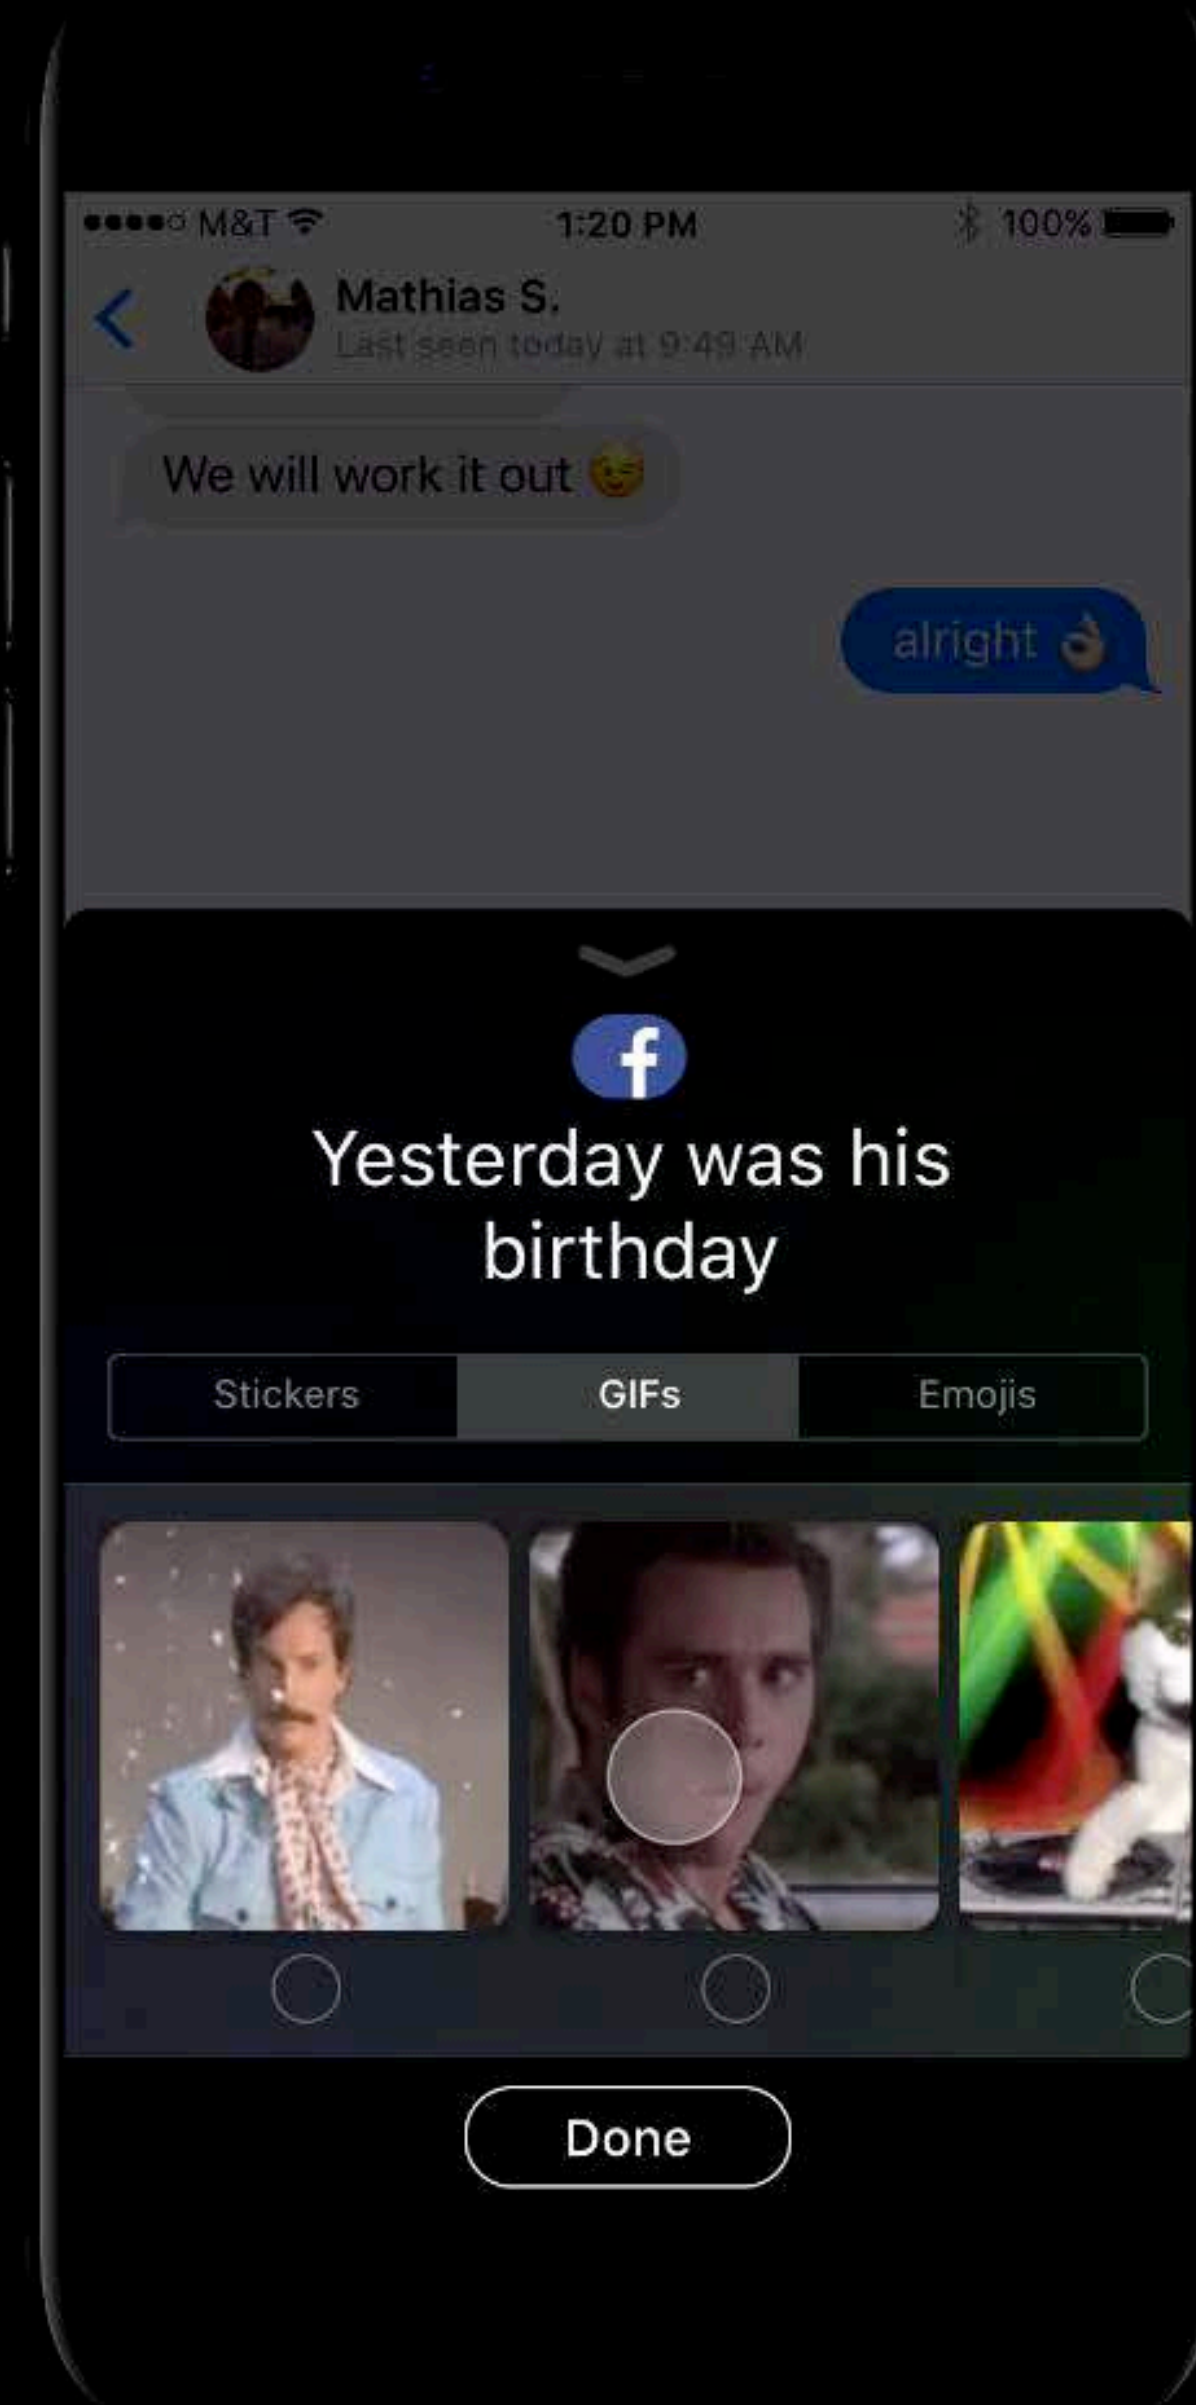 M&T 1:20 PM 100%
Mathias S.
Last seen today at 9:49 AM
We will work it out 😉
alright 👌
f
Yesterday was his
birthday
Stickers GIFs Emojis
Done